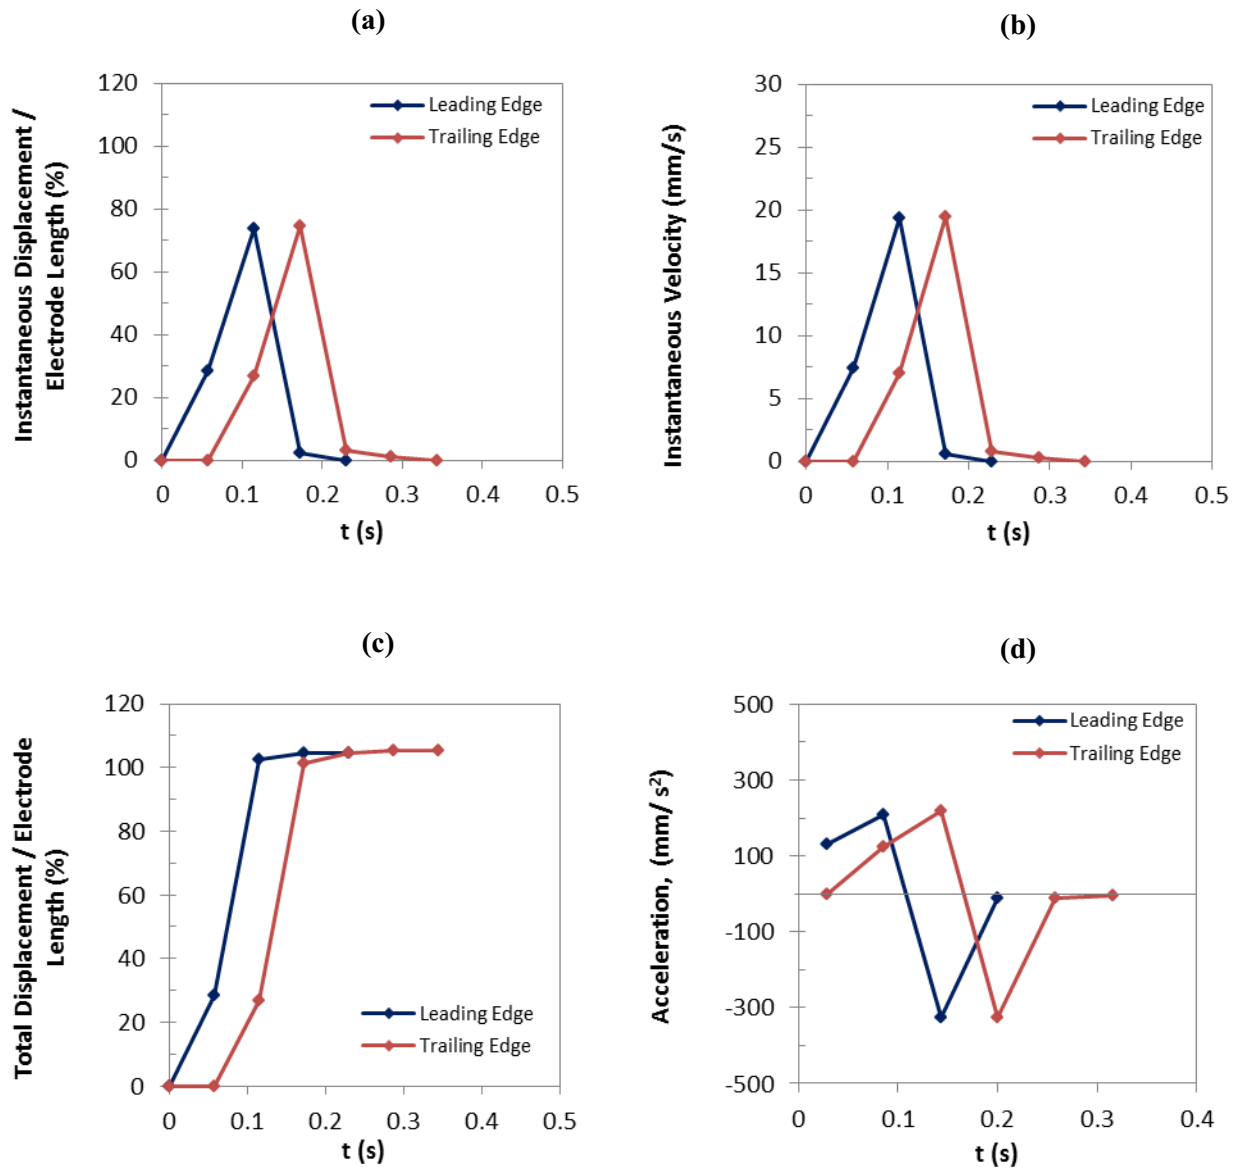 (a)
Instantaneous Displacement /
Electrode Length (%)
120
100
80
60
40
20
0
Leading Edge
Trailing Edge
0 0.1 0.2 0.3 0.4 0.5
t (s)
(b)
Instantaneous Velocity (mm/s)
30
25
20
15
10
5
0
Leading Edge
Trailing Edge
0 0.1 0.2 0.3 0.4 0.5
t (s)
(c)
Total Displacement / Electrode
Length (%)
120
100
80
60
40
20
0
Leading Edge
Trailing Edge
0 0.1 0.2 0.3 0.4 0.5
t (s)
(d)
Acceleration, (mm/ s²)
500
300
100
-100
-300
-500
Leading Edge
Trailing Edge
0 0.1 0.2 0.3 0.4
t (s)